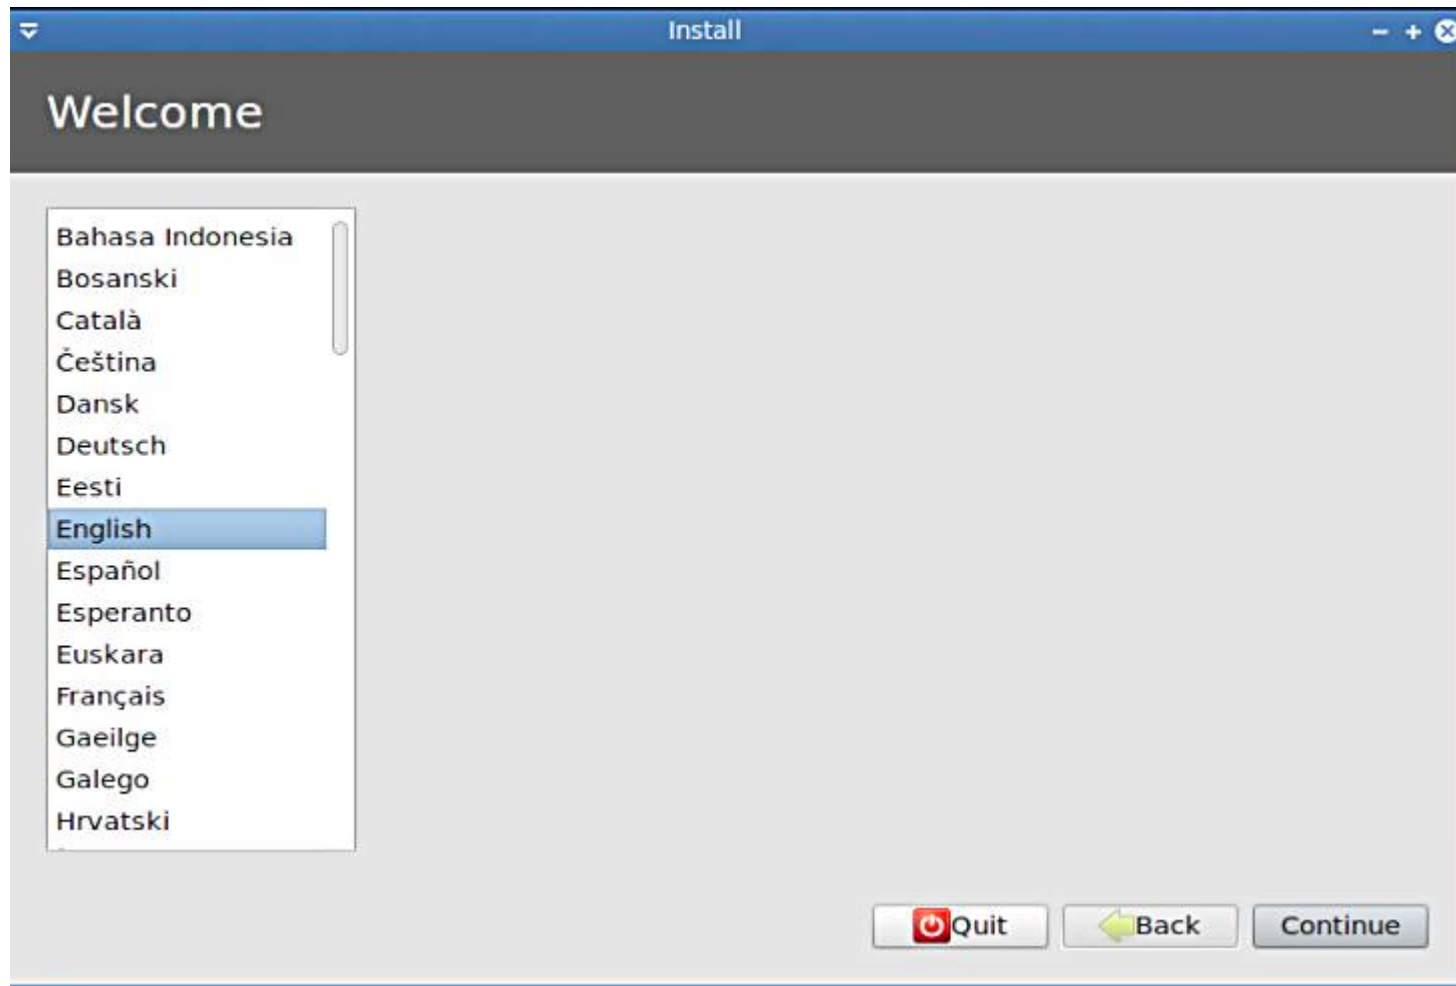 Install
Welcome
Bahasa Indonesia
Bosanski
Català
Čeština
Dansk
Deutsch
Eesti
English
Español
Esperanto
Euskara
Français
Gaeilge
Galego
Hrvatski
Quit Back Continue